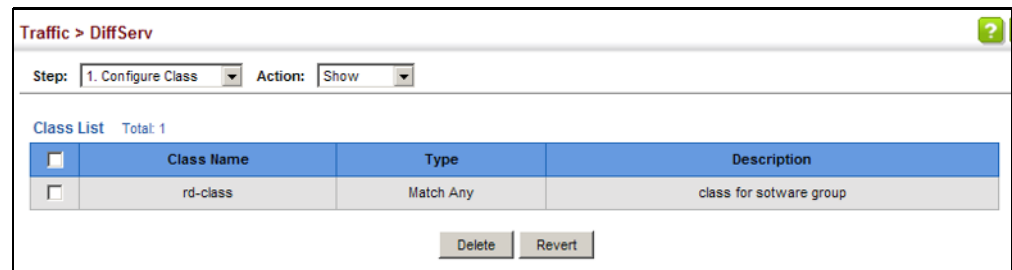 Traffic > DiffServ ?
Step: 1. Configure Class Action: Show
Class List Total: 1
Class Name Type Description
rd-class Match Any class for sotware group
Delete Revert